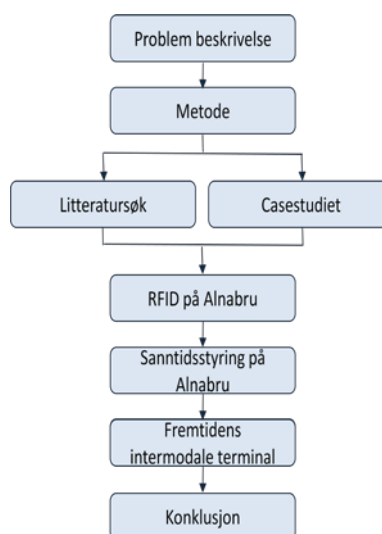 Problem beskrivelse
Metode
Litteratursøk
Casestudiet
RFID på Alnabru
Sanntidsstyring på
Alnabru
Fremtidens
intermodale terminal
Konklusjon